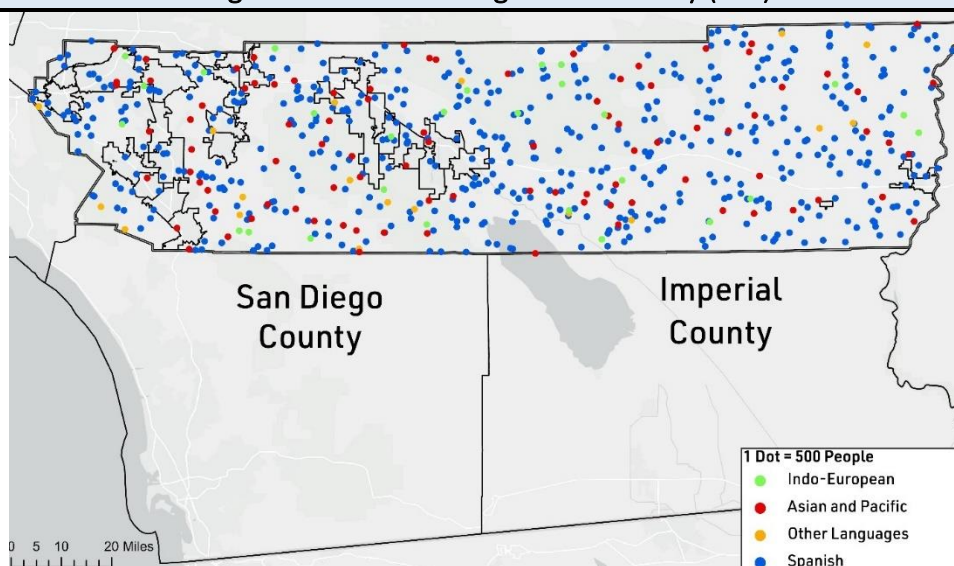 San Diego
County
Imperial
County
1 Dot = 500 People
Indo-European
Asian and Pacific
Other Languages
Spanish
0 5 10 20 Miles